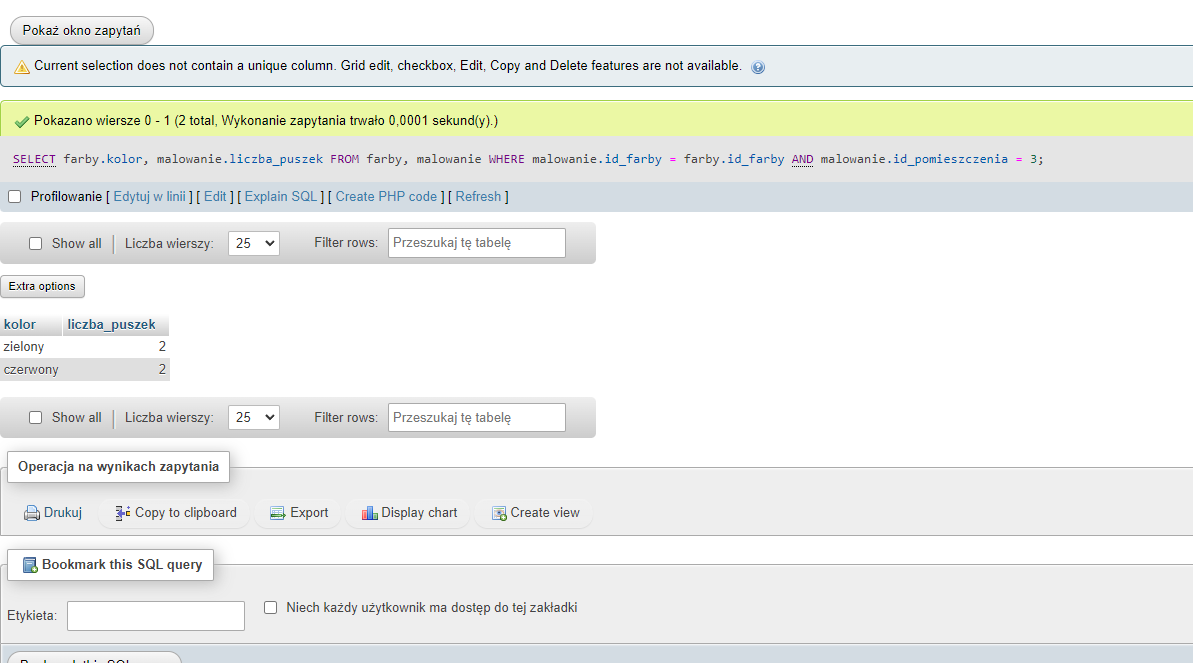 Pokaż okno zapytań
Current selection does not contain a unique column. Grid edit, checkbox, Edit, Copy and Delete features are not available.
Pokazano wiersze 0 - 1 (2 total, Wykonanie zapytania trwało 0,0001 sekund(y).)
SELECT farby.kolor, malowanie.liczba_puszek FROM farby, malowanie WHERE malowanie.id_farby = farby.id_farby AND malowanie.id_pomieszczenia = 3;
Profilowanie [ Edytuj w linii ] [ Edit ] [ Explain SQL ] [ Create PHP code ] [ Refresh ]
Show all Liczba wierszy: 25 Filter rows: Przeszukaj tę tabelę
Extra options
kolor liczba_puszek
zielony 2
czerwony 2
Show all Liczba wierszy: 25 Filter rows: Przeszukaj tę tabelę
Operacja na wynikach zapytania
Drukuj Copy to clipboard Export Display chart Create view
Bookmark this SQL query
Etykieta: Niech każdy użytkownik ma dostęp do tej zakładki